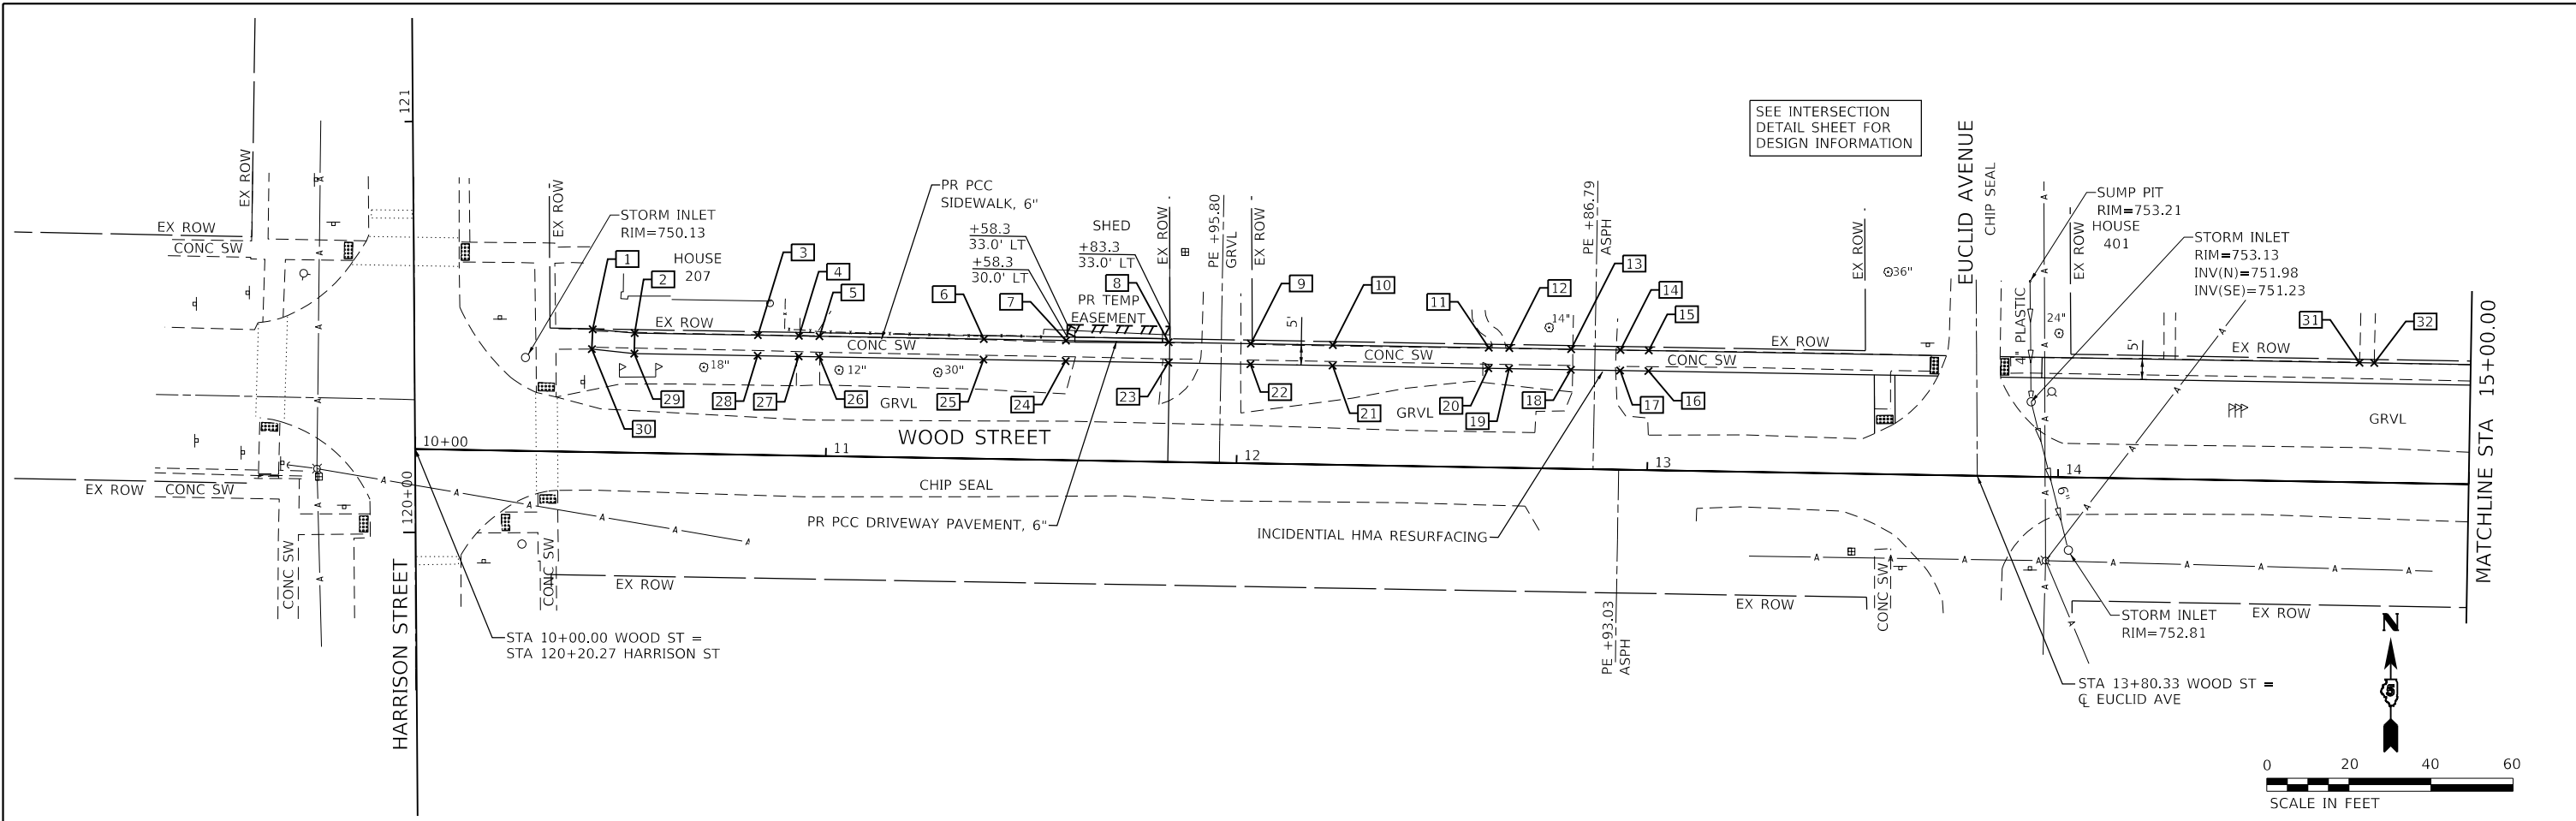 121
SEE INTERSECTION
DETAIL SHEET FOR
DESIGN INFORMATION
EX ROW
EX ROW
CONC SW
STORM INLET
RIM=750.13
EX ROW
PR PCC
SIDEWALK, 6"
+58.3
33.0' LT
+58.3
30.0' LT
SHED
+83.3
33.0' LT
PR TEMP
EASEMENT
EX ROW
PE +95.80
GRVL
EX ROW
PE +86.79
ASPH
EX ROW
EUCLID AVENUE
CHIP SEAL
SUMP PIT
RIM=753.21
HOUSE
401
EX ROW
STORM INLET
RIM=753.13
INV(N)=751.98
INV(SE)=751.23
4" PLASTIC
24"
36"
14"
HOUSE
207
1
2
3
4
5
6
7
8
9
10
11
12
13
14
15
31
32
EX ROW
CONC SW
5'
CONC SW
CONC SW
EX ROW
5'
EX ROW
18"
12"
30"
GRVL
GRVL
GRVL
30
29
28
27
26
25
24
23
22
21
20
19
18
17
16
WOOD STREET
10+00
11
12
13
14
MATCHLINE STA 15+00.00
120+00
EX ROW
CONC SW
CHIP SEAL
PR PCC DRIVEWAY PAVEMENT, 6"
INCIDENTIAL HMA RESURFACING
6"
CONC SW
CONC SW
EX ROW
EX ROW
CONC SW
EX ROW
HARRISON STREET
STA 10+00.00 WOOD ST =
STA 120+20.27 HARRISON ST
PE +93.03
ASPH
STORM INLET
RIM=752.81
STA 13+80.33 WOOD ST =
℄ EUCLID AVE
N
5
0 20 40 60
SCALE IN FEET